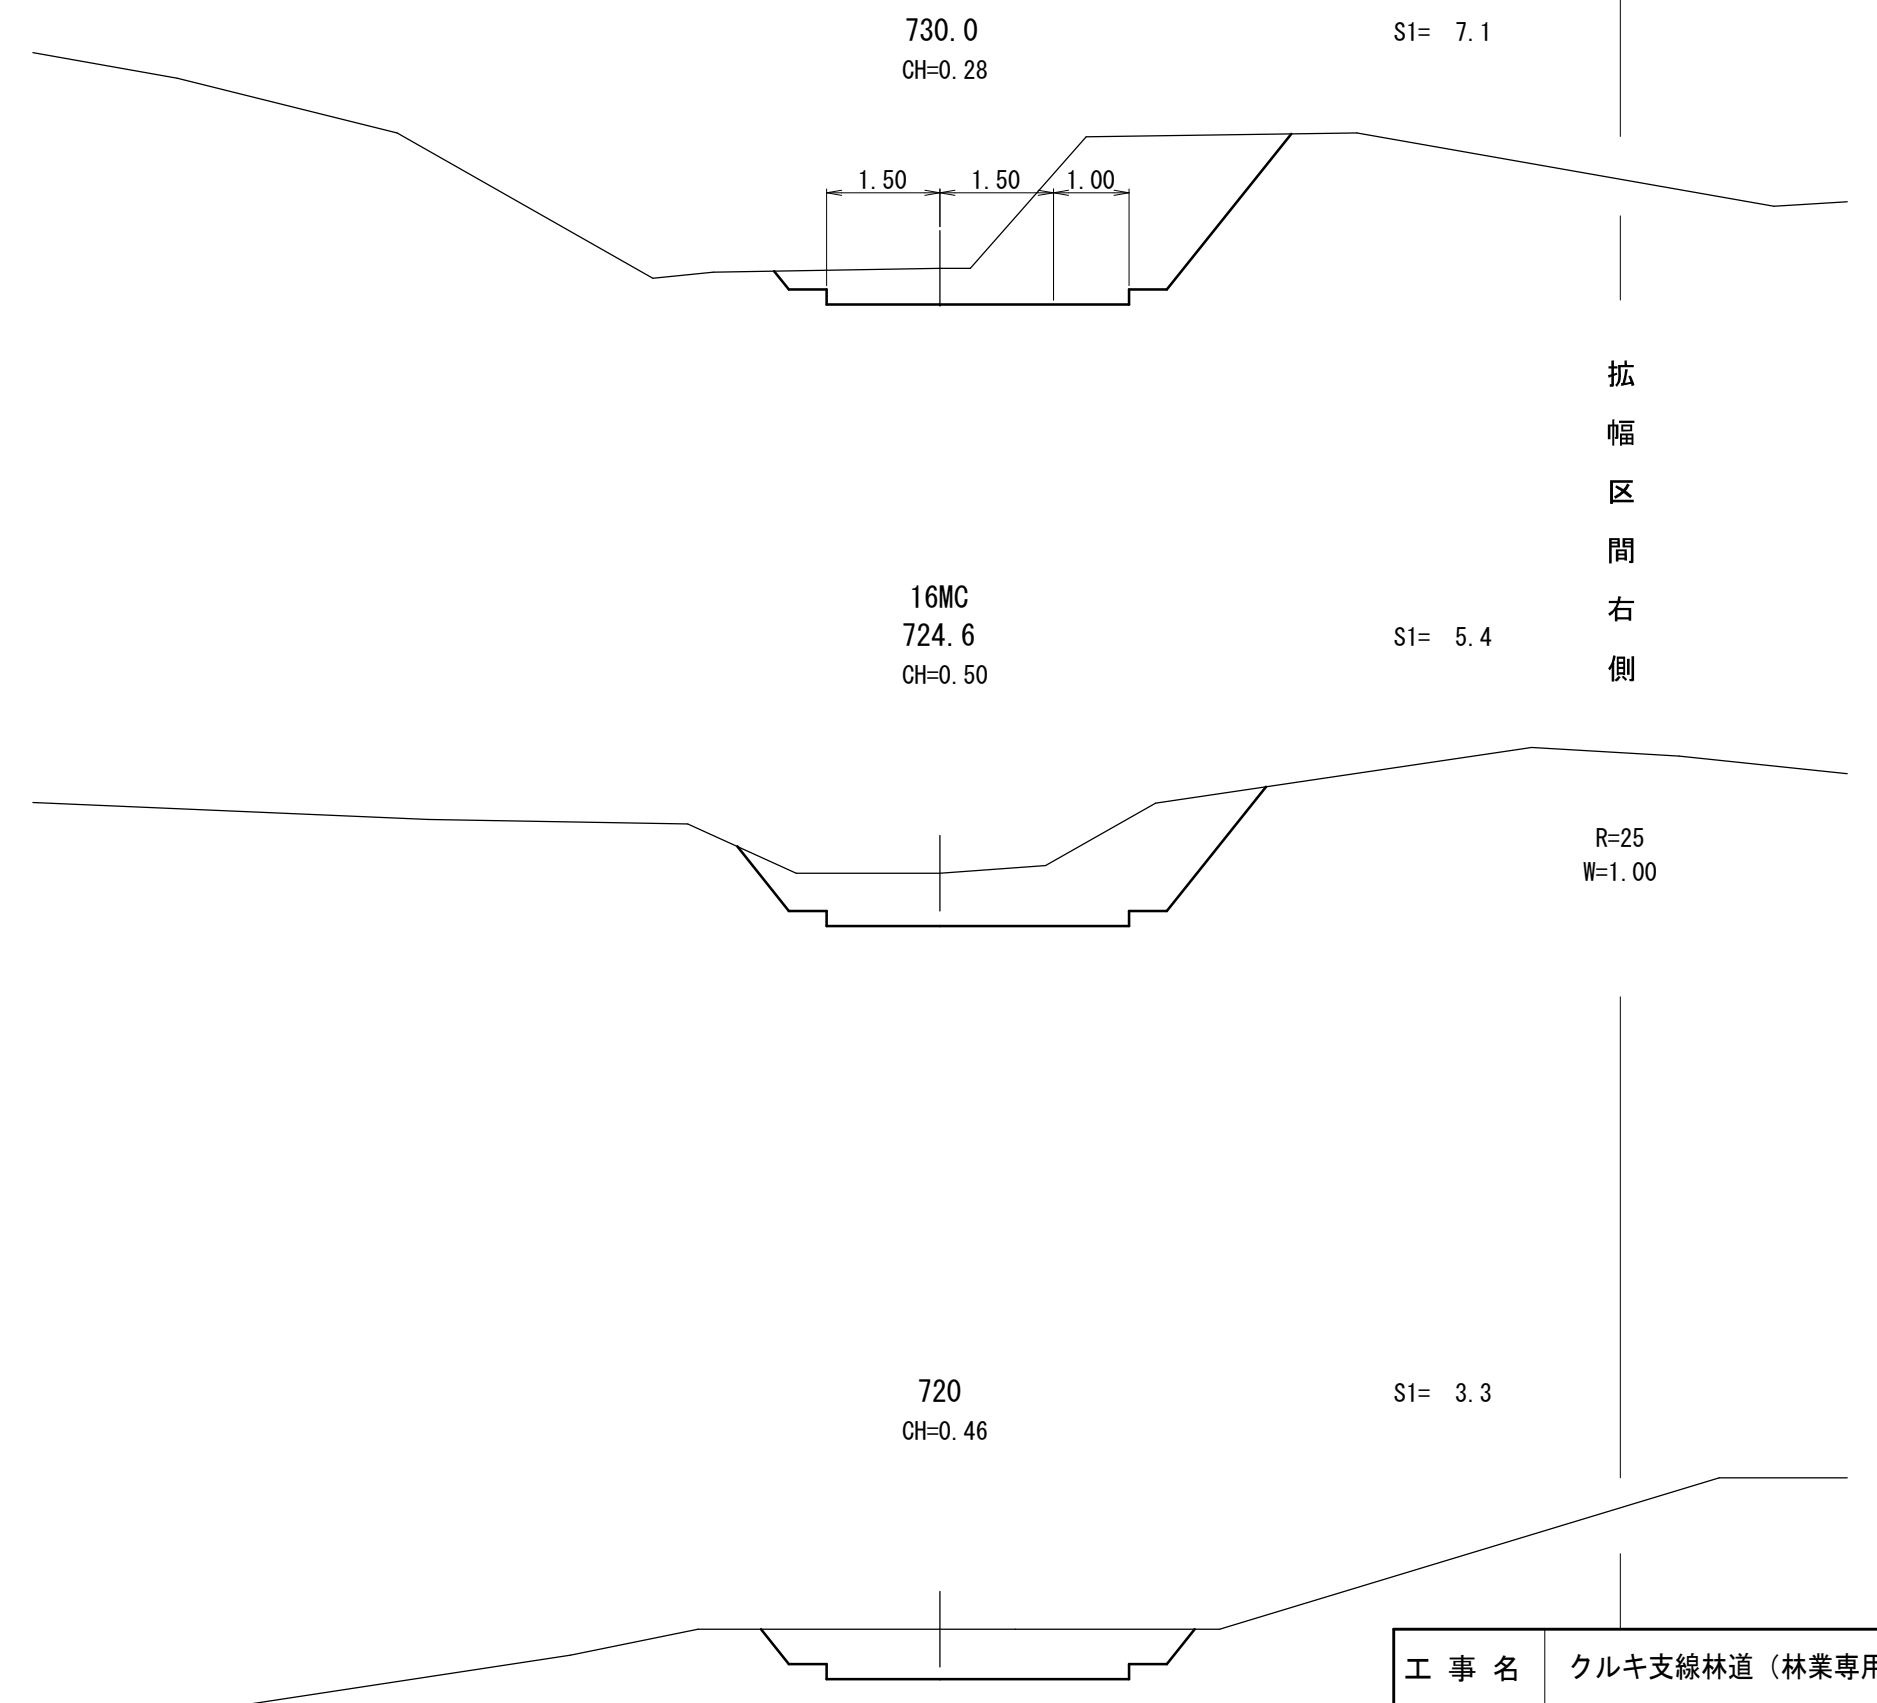 730.0
CH=0.28
S1= 7.1
1.50 1.50 1.00
拡幅区間右側
16MC
724.6
CH=0.50
S1= 5.4
R=25
W=1.00
720
CH=0.46
S1= 3.3
工事名 クルキ支線林道（林業専用